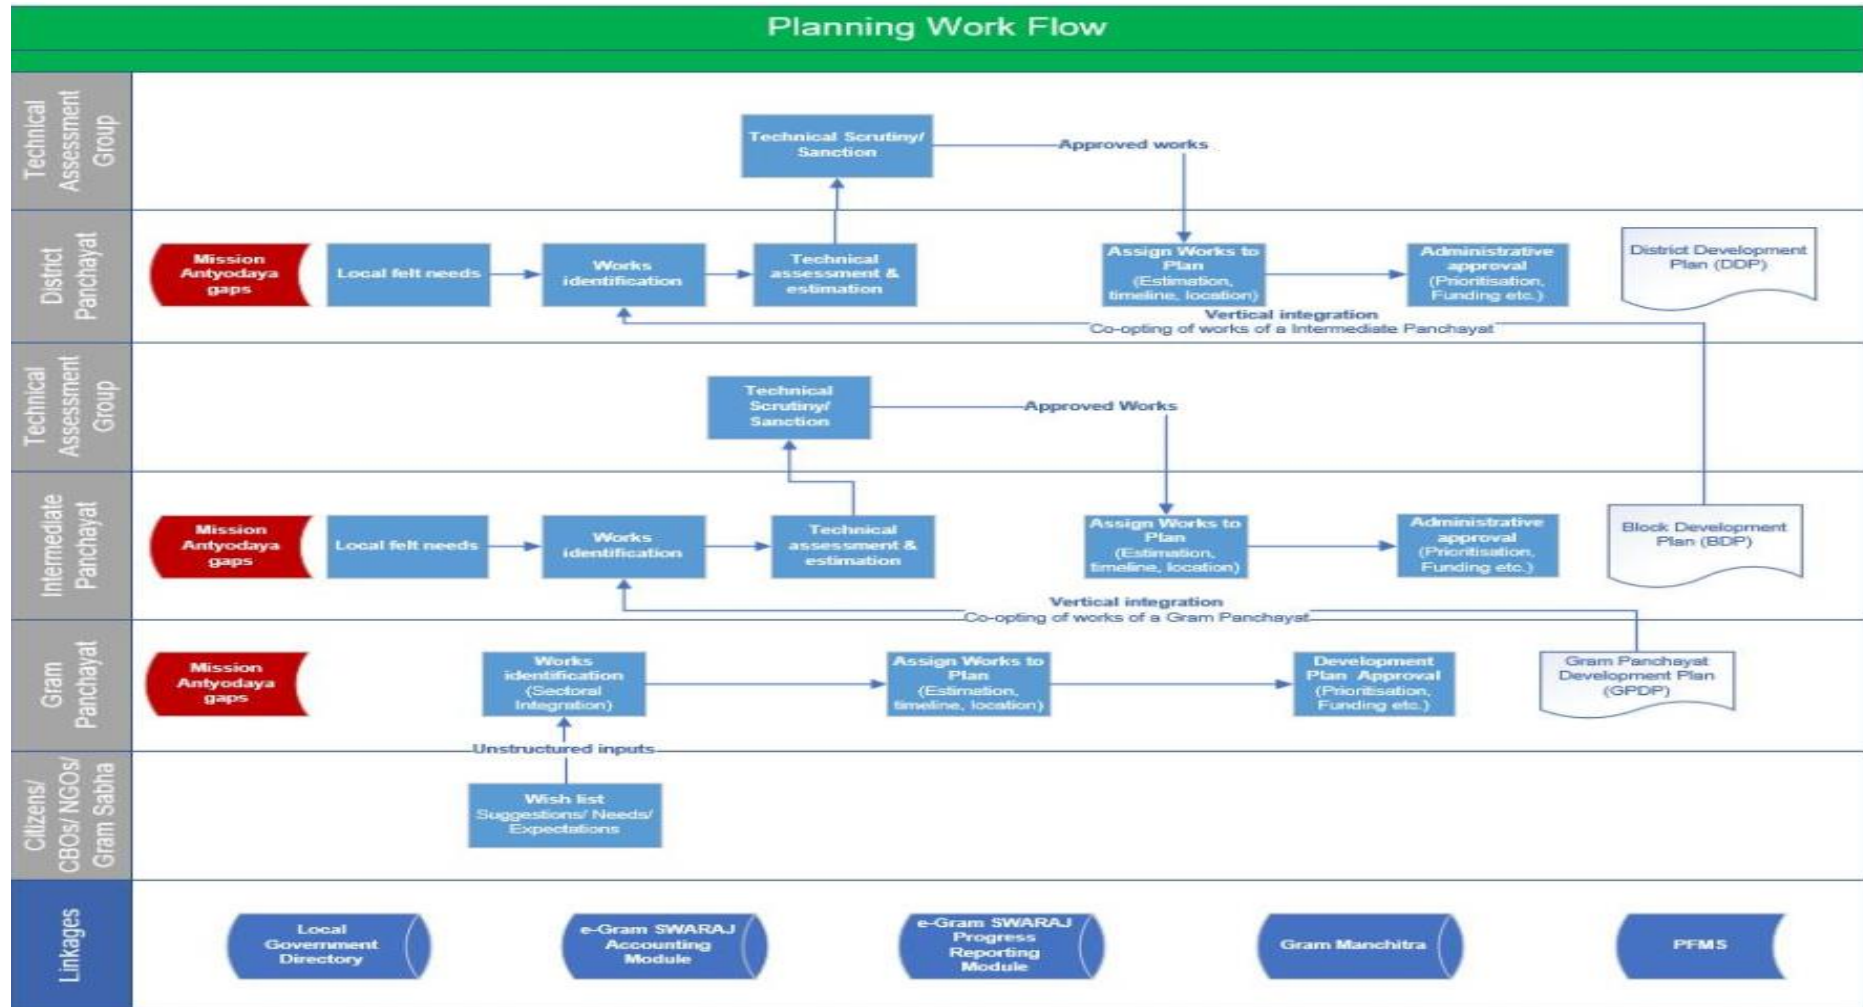 Planning Work Flow
Technical
Assessment
Group
Technical Scrutiny/
Sanction
Approved works
District
Panchayat
Mission
Antyodaya
gaps
Local felt needs
Works
identification
Technical
assessment &
estimation
Assign Works to
Plan
(Estimation,
timeline, location)
Administrative
approval
(Prioritisation,
Funding etc.)
District Development
Plan (DDP)
Vertical integration
Co-opting of works of a Intermediate Panchayat
Technical
Assessment
Group
Technical
Scrutiny/
Sanction
Approved Works
Intermediate
Panchayat
Mission
Antyodaya
gaps
Local felt needs
Works
identification
Technical
assessment &
estimation
Assign Works to
Plan
(Estimation,
timeline, location)
Administrative
approval
(Prioritisation,
Funding etc.)
Block Development
Plan (BDP)
Vertical integration
Co-opting of works of a Gram Panchayat
Gram
Panchayat
Mission
Antyodaya
gaps
Works
identification
(Sectoral
Integration)
Assign Works to
Plan
(Estimation,
timeline, location)
Development
Plan Approval
(Prioritisation,
Funding etc.)
Gram Panchayat
Development Plan
(GPDP)
Unstructured inputs
Citizens/
CBOs/ NGOs/
Gram Sabha
Wish list
Suggestions/ Needs/
Expectations
Linkages
Local
Government
Directory
e-Gram SWARAJ
Accounting
Module
e-Gram SWARAJ
Progress
Reporting
Module
Gram Manchitra
PFMS